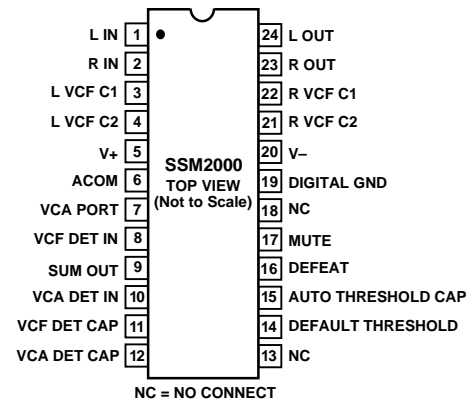 L IN 1 24 L OUT
R IN 2 23 R OUT
L VCF C1 3 22 R VCF C1
L VCF C2 4 21 R VCF C2
V+ 5 20 V–
ACOM 6 19 DIGITAL GND
VCA PORT 7 18 NC
VCF DET IN 8 17 MUTE
SUM OUT 9 16 DEFEAT
VCA DET IN 10 15 AUTO THRESHOLD CAP
VCF DET CAP 11 14 DEFAULT THRESHOLD
VCA DET CAP 12 13 NC
SSM2000
TOP VIEW
(Not to Scale)
NC = NO CONNECT